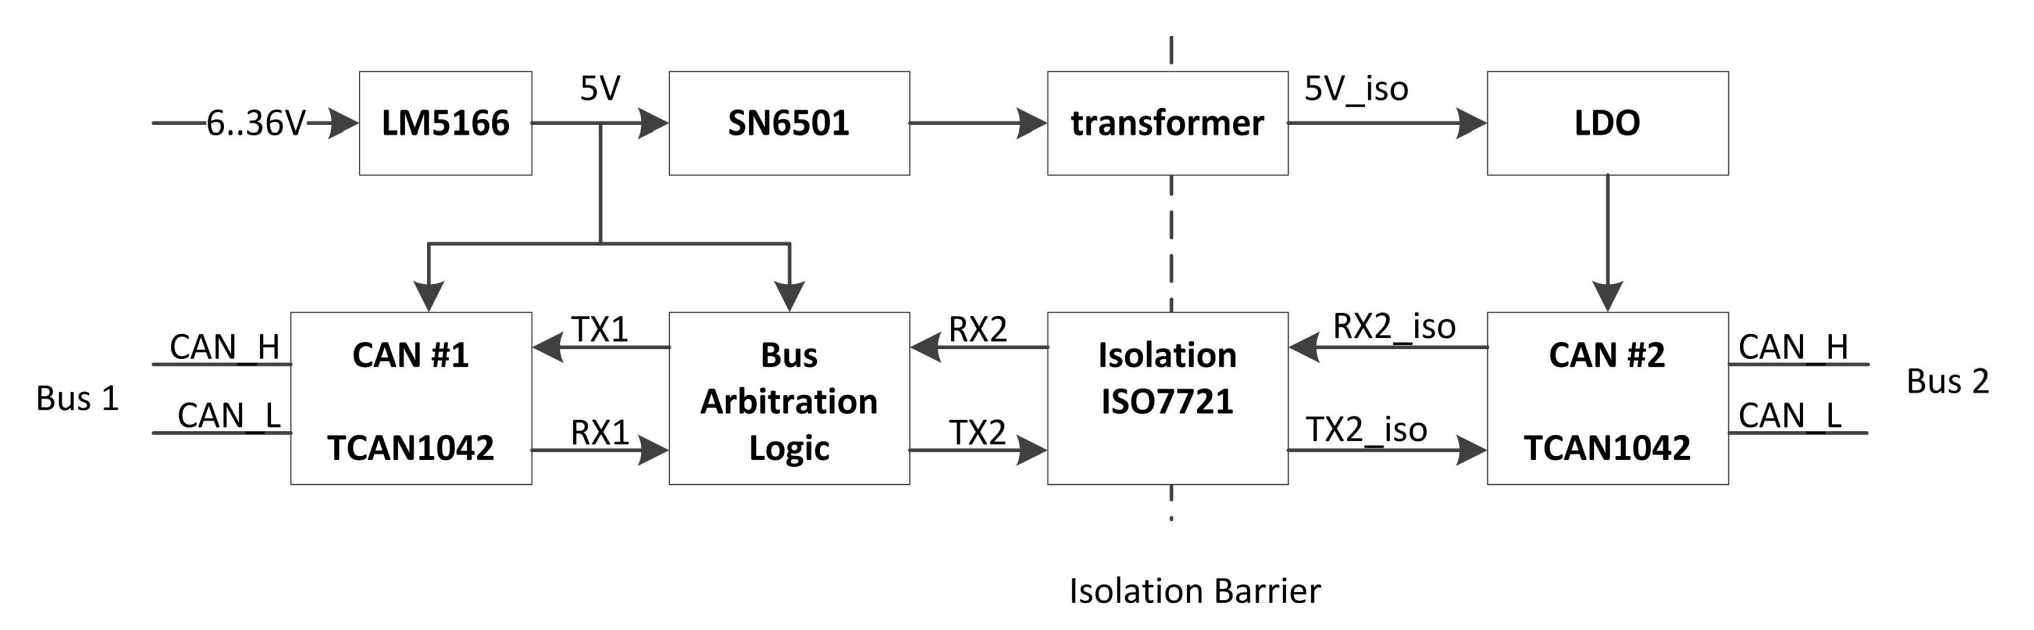 6..36V
LM5166
5V
SN6501
transformer
5V_iso
LDO
Bus 1
CAN_H
CAN_L
CAN #1
TCAN1042
TX1
RX1
Bus
Arbitration
Logic
RX2
TX2
Isolation
ISO7721
RX2_iso
TX2_iso
CAN #2
TCAN1042
CAN_H
CAN_L
Bus 2
Isolation Barrier